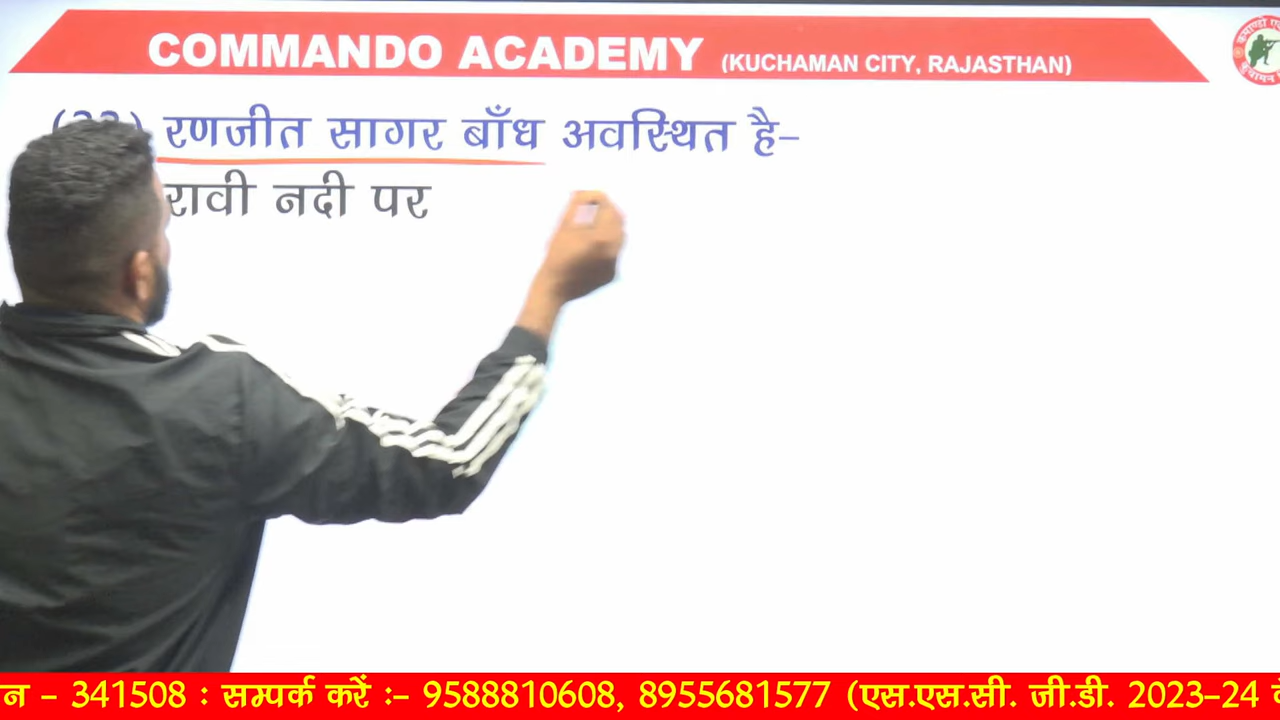 COMMANDO ACADEMY (KUCHAMAN CITY, RAJASTHAN)
रणजीत सागर बाँध अवस्थित है–
रावी नदी पर
न – 341508 : सम्पर्क करें :– 9588810608, 8955681577 (एस.एस.सी. जी.डी. 2023–24